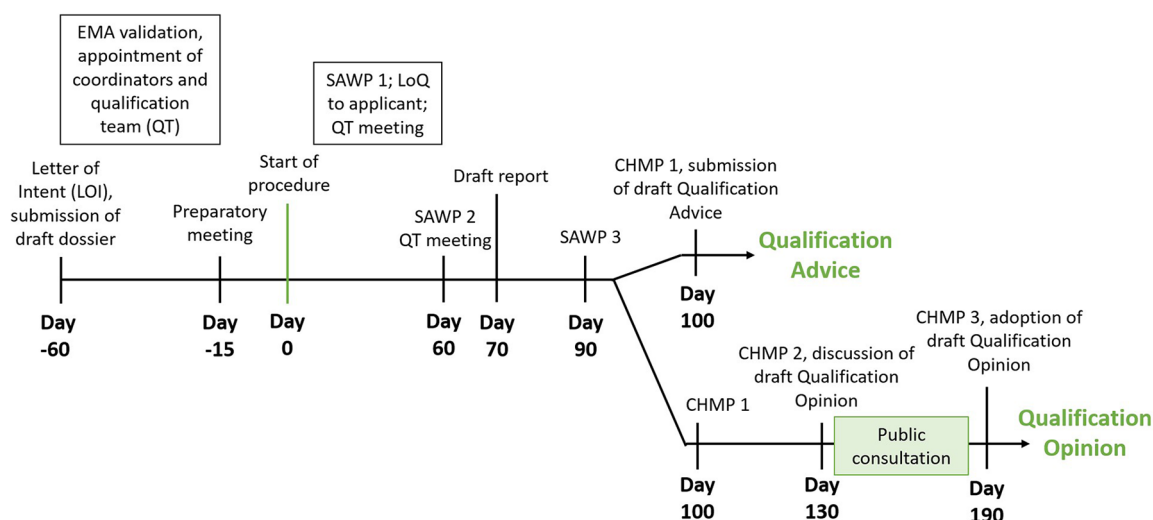 EMA validation,
appointment of
coordinators and
qualification
team (QT)
SAWP 1; LoQ
to applicant;
QT meeting
Letter of
Intent (LOI),
submission of
draft dossier
Preparatory
meeting
Start of
procedure
SAWP 2
QT meeting
Draft report
SAWP 3
CHMP 1, submission
of draft Qualification
Advice
Qualification
Advice
Day
-60
Day
-15
Day
0
Day
60
Day
70
Day
90
Day
100
CHMP 1
CHMP 2, discussion of
draft Qualification
Opinion
Public
consultation
CHMP 3, adoption of
draft Qualification
Opinion
Qualification
Opinion
Day
100
Day
130
Day
190